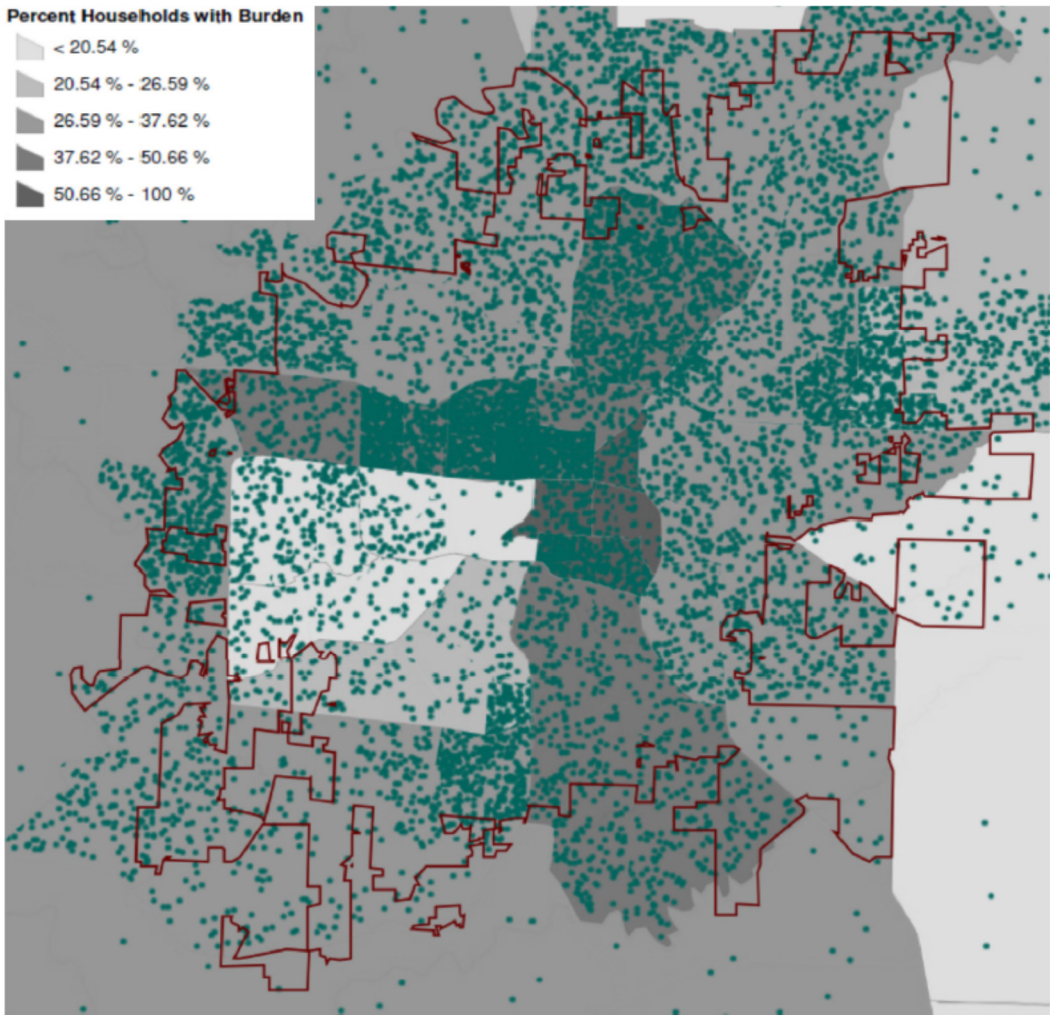 Percent Households with Burden
< 20.54 %
20.54 % - 26.59 %
26.59 % - 37.62 %
37.62 % - 50.66 %
50.66 % - 100 %